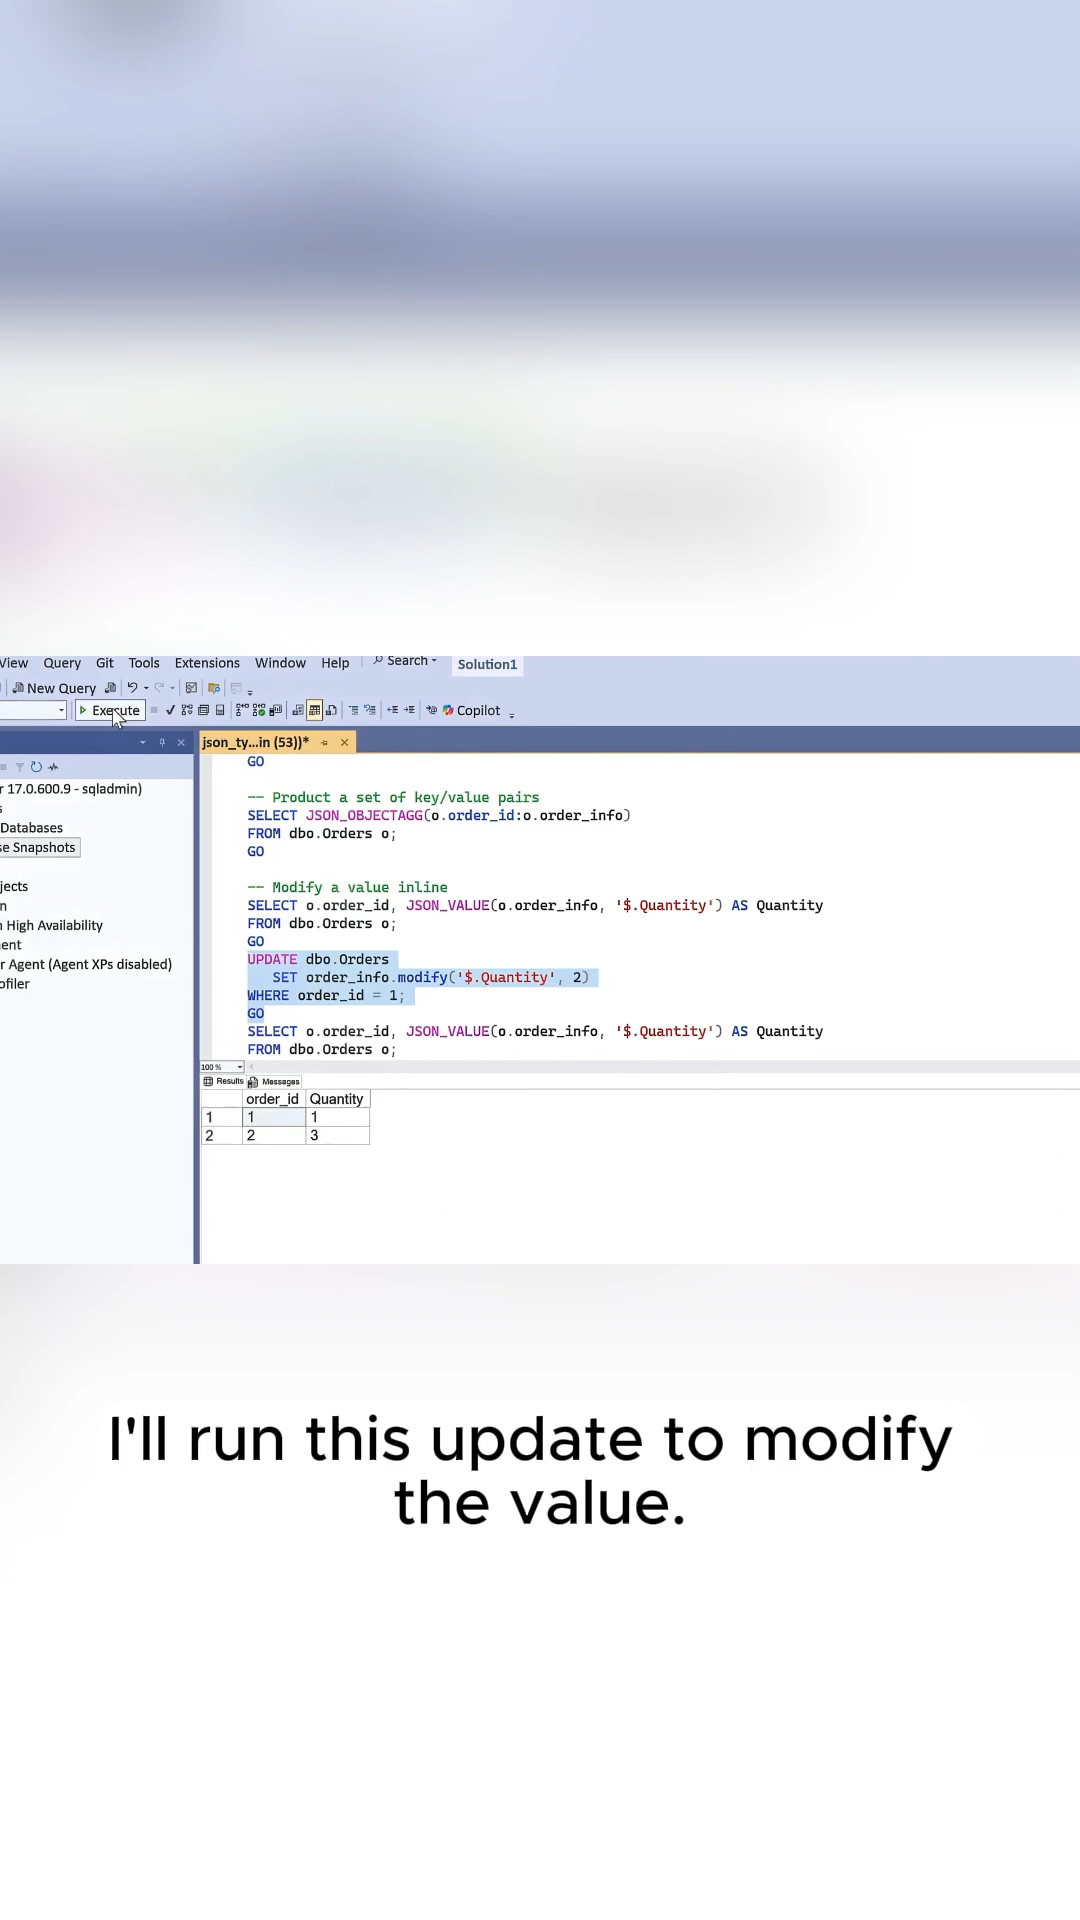 View Query Git Tools Extensions Window Help Search Solution1
New Query
Execute Copilot
json_ty...in (53))*
r 17.0.600.9 - sqladmin)
s
Databases
se Snapshots
jects
n
n High Availability
nent
r Agent (Agent XPs disabled)
ofiler
GO
-- Product a set of key/value pairs
SELECT JSON_OBJECTAGG(o.order_id:o.order_info)
FROM dbo.Orders o;
GO
-- Modify a value inline
SELECT o.order_id, JSON_VALUE(o.order_info, '$.Quantity') AS Quantity
FROM dbo.Orders o;
GO
UPDATE dbo.Orders
SET order_info.modify('$.Quantity', 2)
WHERE order_id = 1;
GO
SELECT o.order_id, JSON_VALUE(o.order_info, '$.Quantity') AS Quantity
FROM dbo.Orders o;
100 %
Results Messages
order_id Quantity
1 1 1
2 2 3
I'll run this update to modify
the value.